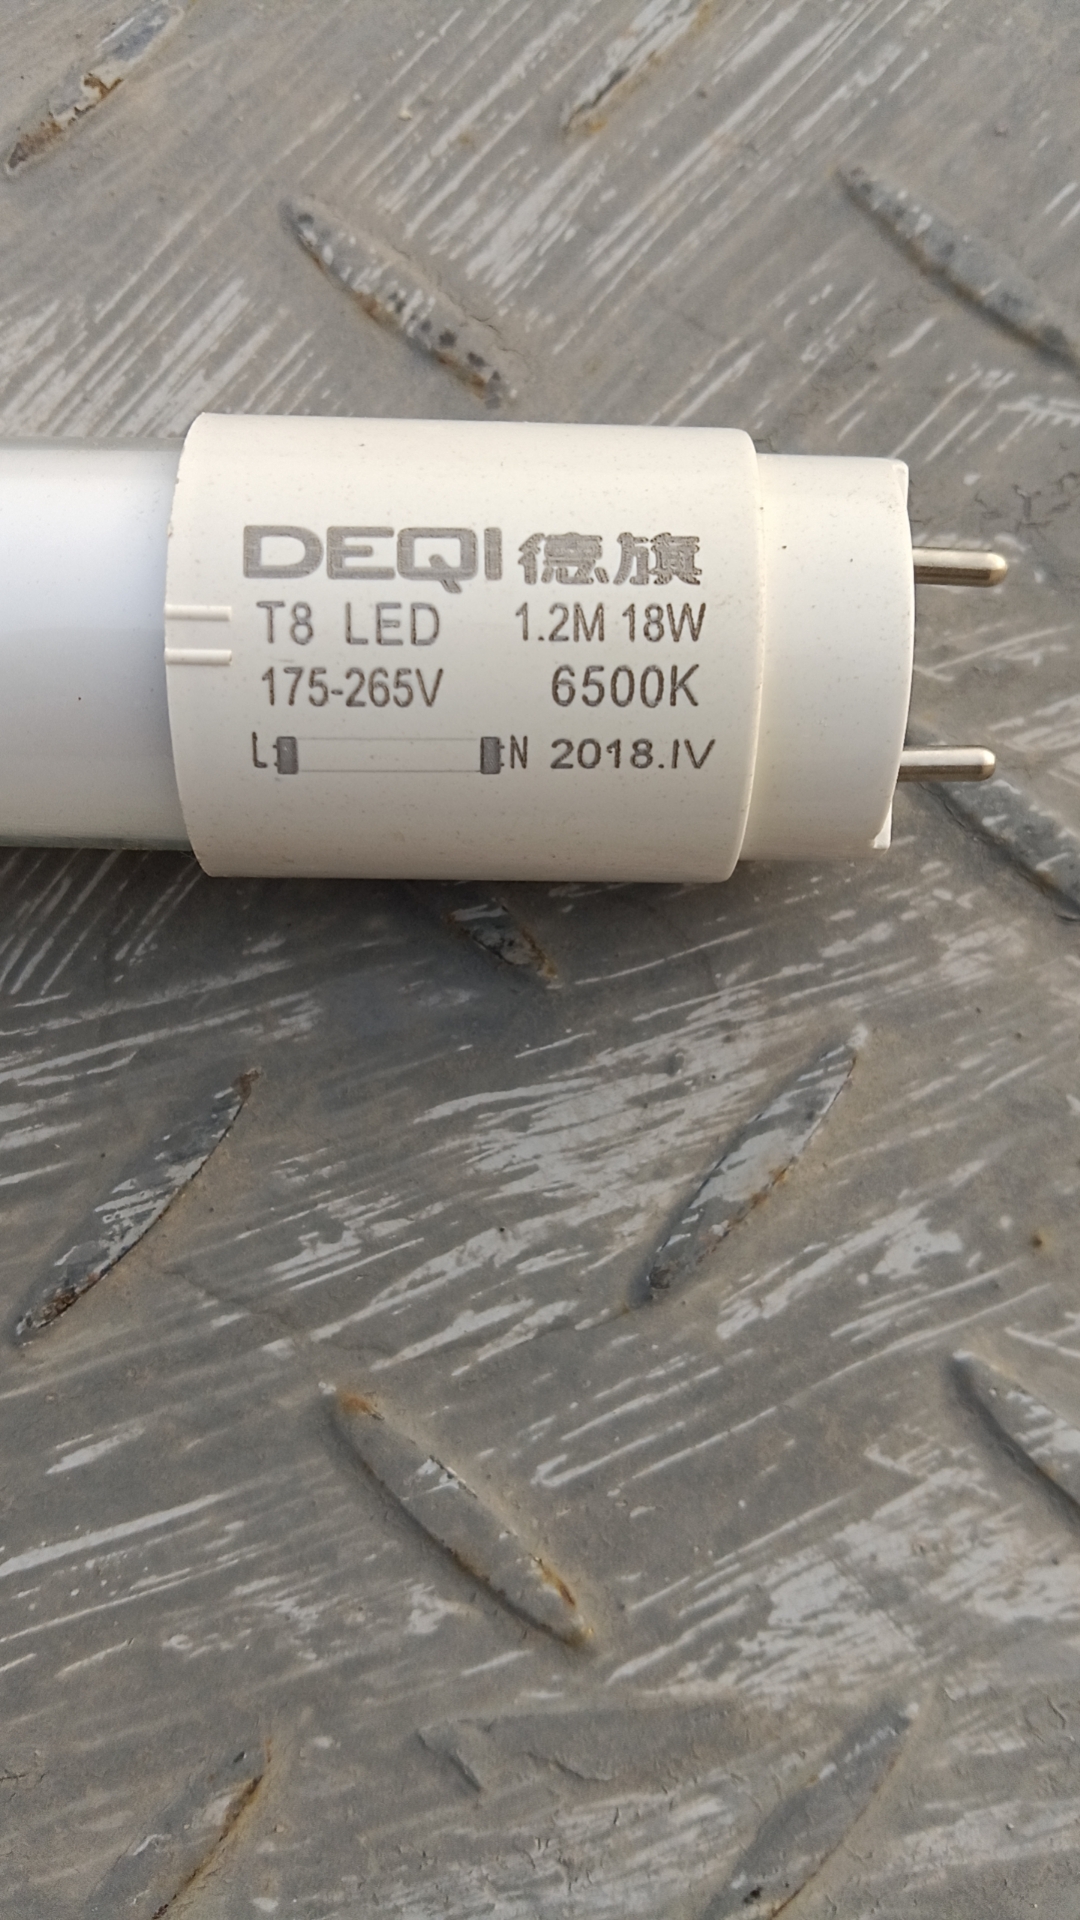 DEQI 德旗
T8 LED 1.2M 18W
175-265V 6500K
L N 2018.IV